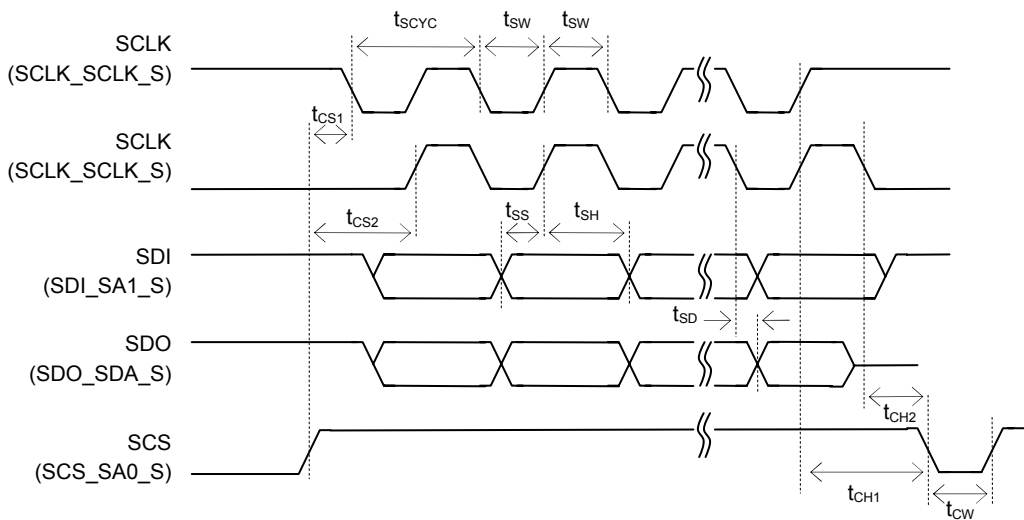 tSCYC tSW tSW
SCLK
(SCLK_SCLK_S)
tCS1
SCLK
(SCLK_SCLK_S)
tCS2 tSS tSH
SDI
(SDI_SA1_S)
tSD
SDO
(SDO_SDA_S)
tCH2
SCS
(SCS_SA0_S)
tCH1 tCW